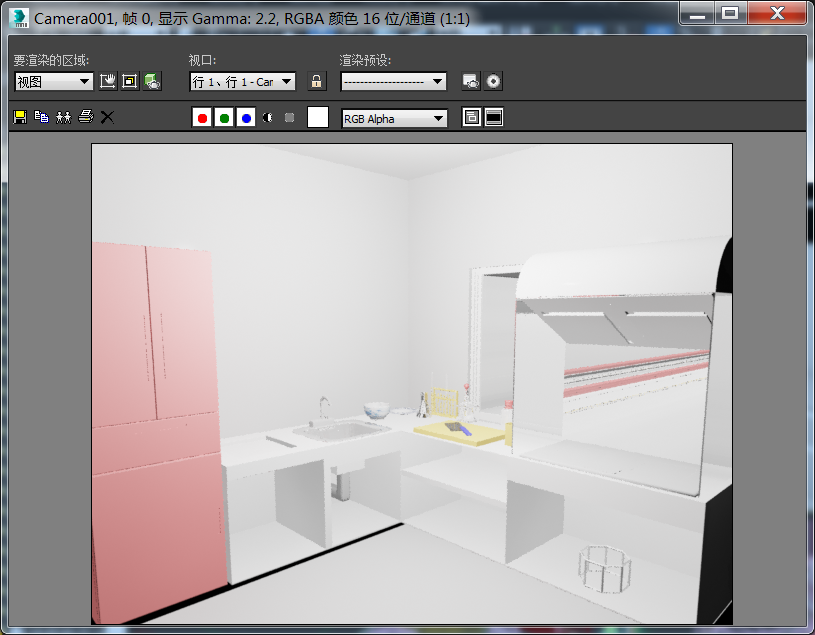 Camera001, 帧 0, 显示 Gamma: 2.2, RGBA 颜色 16 位/通道 (1:1)
要渲染的区域:
视口:
渲染预设:
视图
行 1、行 1 - Car
RGB Alpha